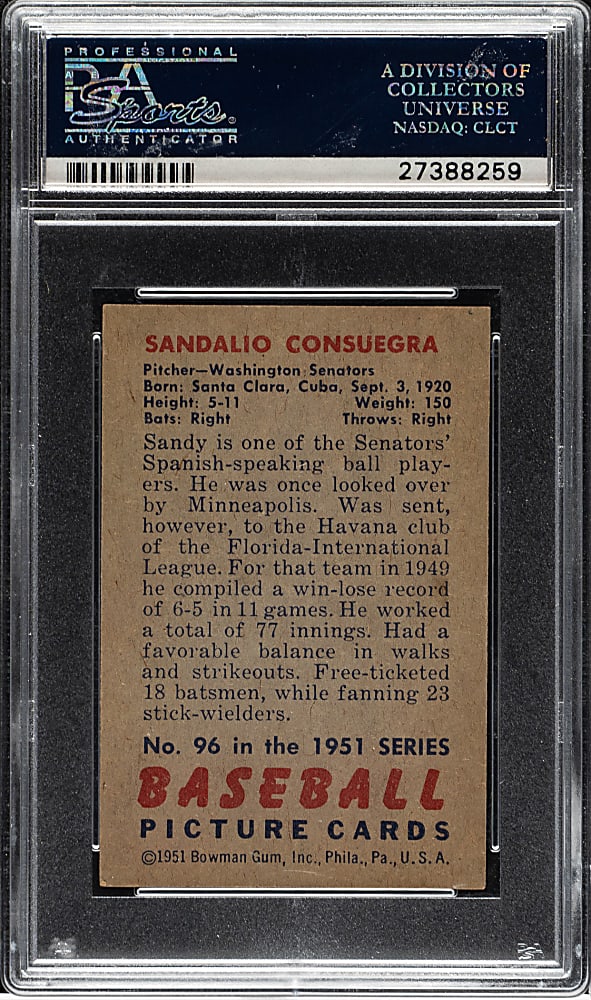 PROFESSIONAL
PSA
Sports®
AUTHENTICATOR
A DIVISION OF
COLLECTORS
UNIVERSE
NASDAQ: CLCT
27388259
SANDALIO CONSUEGRA
Pitcher—Washington Senators
Born: Santa Clara, Cuba, Sept. 3, 1920
Height: 5-11 Weight: 150
Bats: Right Throws: Right
Sandy is one of the Senators'
Spanish-speaking ball play-
ers. He was once looked over
by Minneapolis. Was sent,
however, to the Havana club
of the Florida-International
League. For that team in 1949
he compiled a win-lose record
of 6-5 in 11 games. He worked
a total of 77 innings. Had a
favorable balance in walks
and strikeouts. Free-ticketed
18 batsmen, while fanning 23
stick-wielders.
No. 96 in the 1951 SERIES
BASEBALL
PICTURE CARDS
©1951 Bowman Gum, Inc., Phila., Pa., U.S.A.